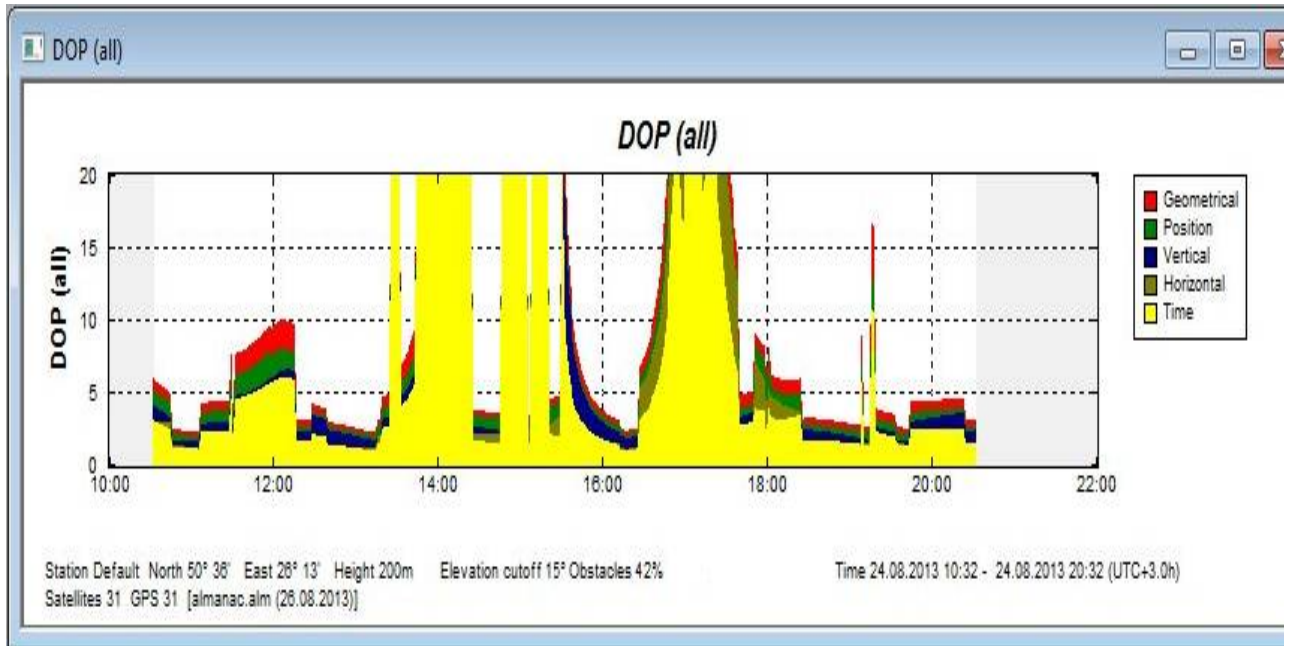 DOP (all)
DOP (all)
DOP (all)
20
15
10
5
0
10:00 12:00 14:00 16:00 18:00 20:00 22:00
Geometrical
Position
Vertical
Horizontal
Time
Station Default North 50° 36' East 26° 13' Height 200m Elevation cutoff 15° Obstacles 42% Time 24.08.2013 10:32 - 24.08.2013 20:32 (UTC+3.0h)
Satellites 31 GPS 31 [almanac.alm (26.08.2013)]